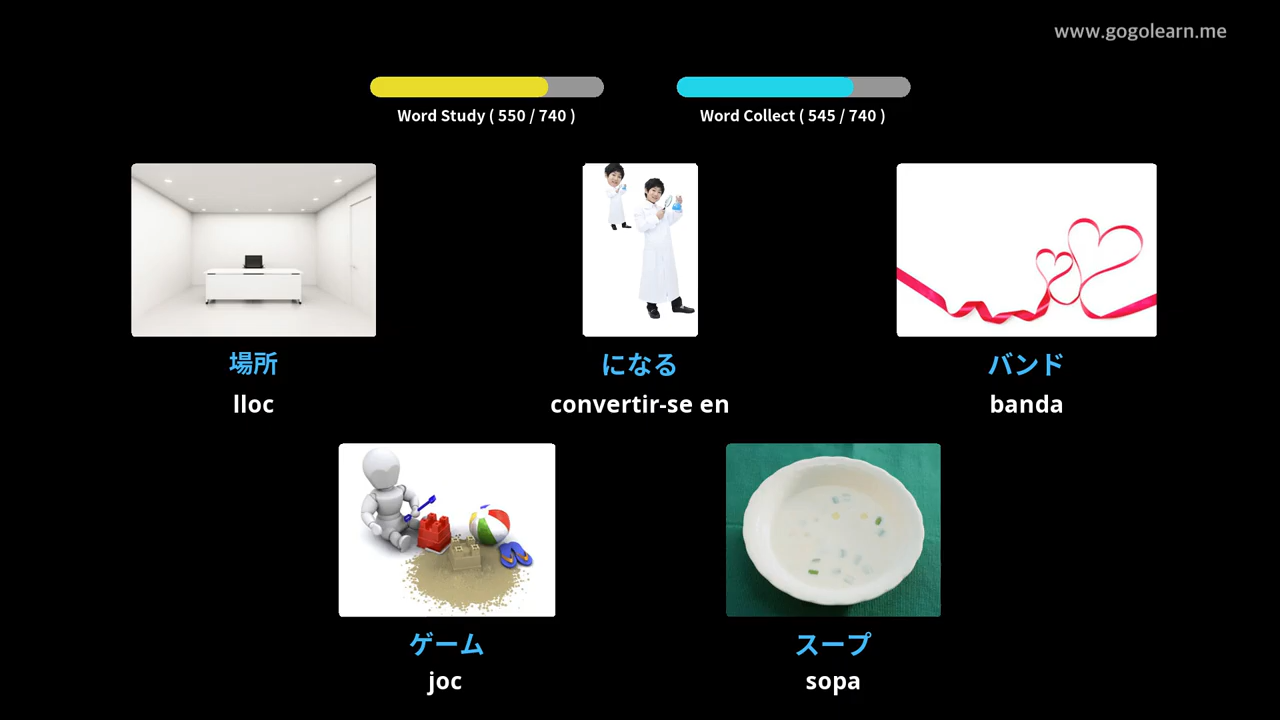 www.gogolearn.me
Word Study ( 550 / 740 )
Word Collect ( 545 / 740 )
場所
になる
バンド
lloc
convertir-se en
banda
ゲーム
スープ
joc
sopa